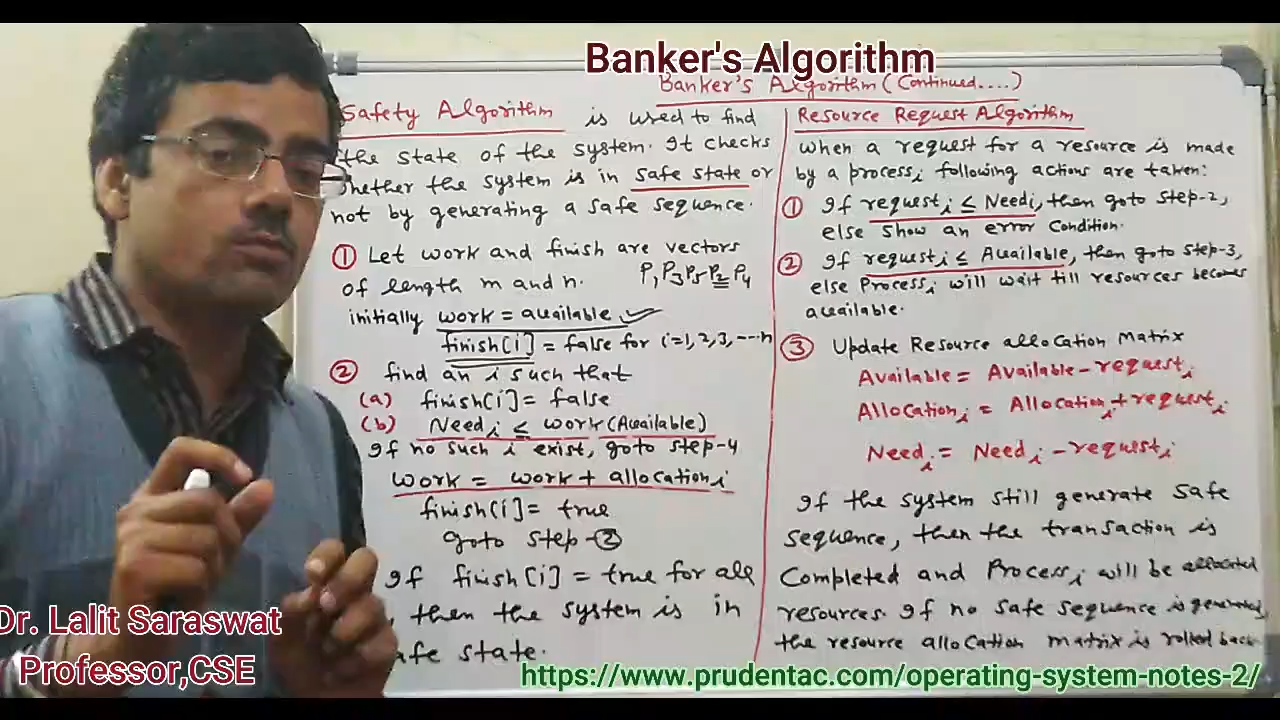 Banker's Algorithm
Banker's Algorithm (Continued....)
Safety Algorithm is used to find
the state of the system. It checks
whether the system is in safe state or
not by generating a safe sequence.
① Let work and finish are vectors
of length m and n. P1 P3 P5 P2 P4
initially work = available
finish[i] = false for i=1,2,3,---n
② find an i such that
(a) finish[i] = false
(b) Needi ≤ work (Available)
If no such i exist, goto step-4
work = work + allocationi
finish[i] = true
goto step-②
If finish[i] = true for all
, then the system is in
afe state.
Resource Request Algorithm
when a request for a resource is made
by a processi following actions are taken:
① If requesti ≤ Needi, then goto step-2,
else show an error condition.
② If requesti ≤ Available, then goto step-3,
else Processi will wait till resources becomes
available.
③ Update Resource allocation Matrix
Available = Available - requesti
Allocationi = Allocationi + requesti
Needi = Needi - requesti
If the system still generate safe
sequence, then the transaction is
Completed and Processi will be allocated
resources. If no safe sequence is generated,
the resource allocation matrix is rolled back
Dr. Lalit Saraswat
Professor,CSE
https://www.prudentac.com/operating-system-notes-2/